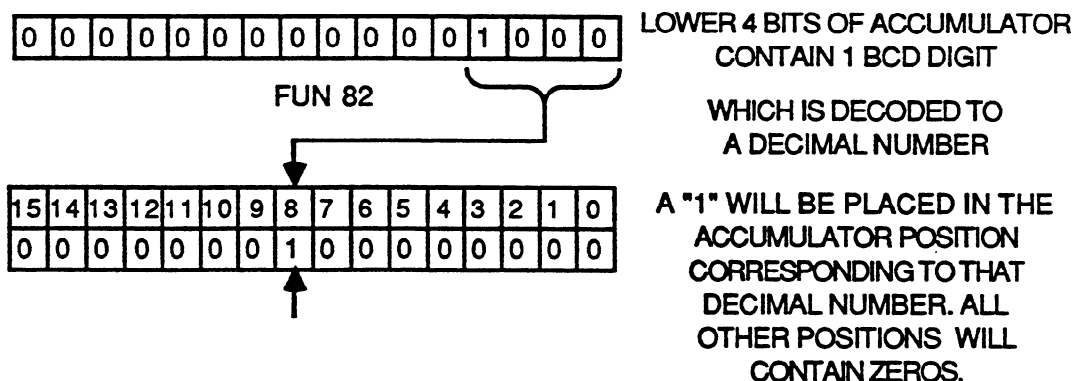 0 0 0 0 0 0 0 0 0 0 0 0 1 0 0 0
LOWER 4 BITS OF ACCUMULATOR
CONTAIN 1 BCD DIGIT
FUN 82
WHICH IS DECODED TO
A DECIMAL NUMBER
15 14 13 12 11 10 9 8 7 6 5 4 3 2 1 0
0 0 0 0 0 0 0 1 0 0 0 0 0 0 0 0
A "1" WILL BE PLACED IN THE
ACCUMULATOR POSITION
CORRESPONDING TO THAT
DECIMAL NUMBER. ALL
OTHER POSITIONS WILL
CONTAIN ZEROS.